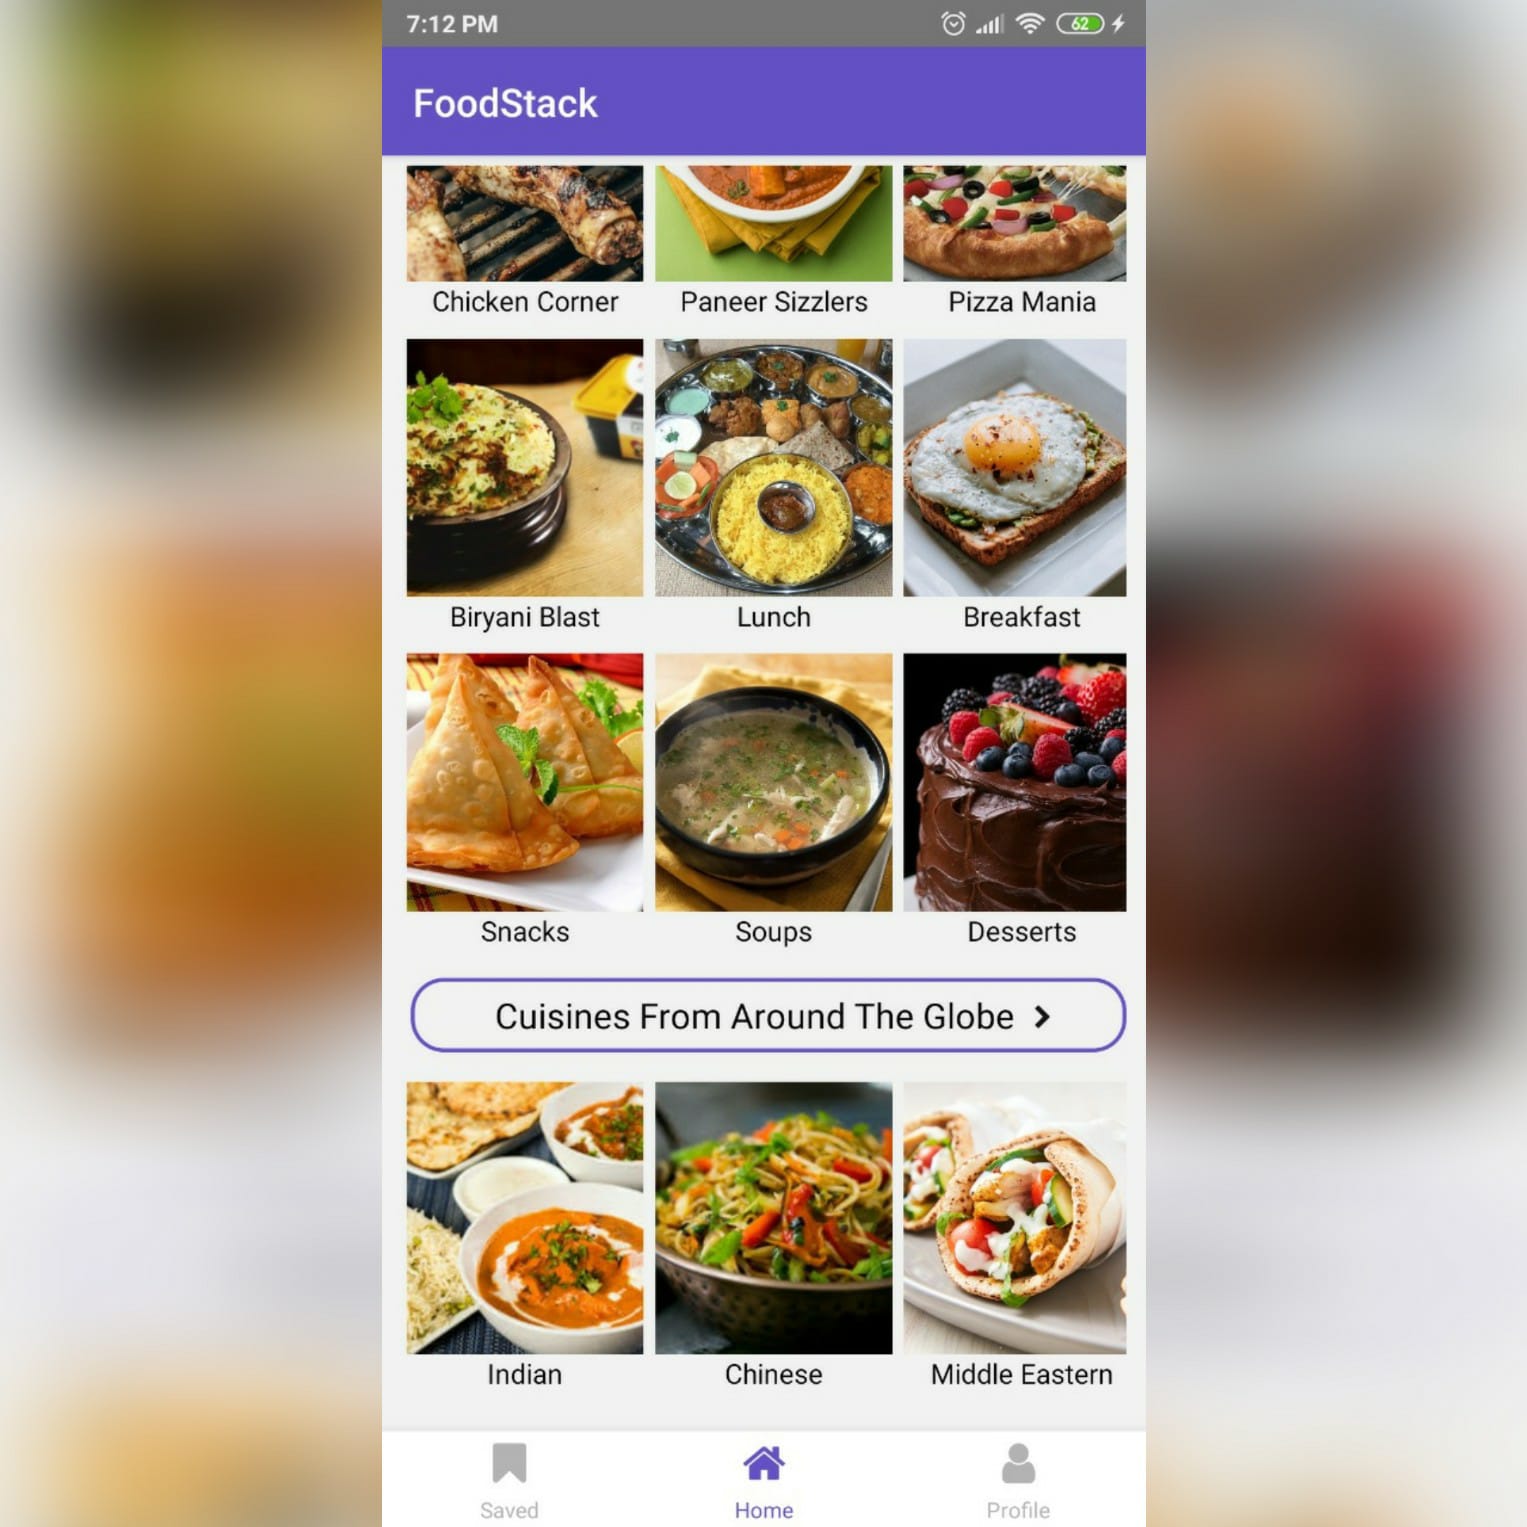 7:12 PM
62
FoodStack
Chicken Corner
Paneer Sizzlers
Pizza Mania
Biryani Blast
Lunch
Breakfast
Snacks
Soups
Desserts
Cuisines From Around The Globe
Indian
Chinese
Middle Eastern
Saved
Home
Profile